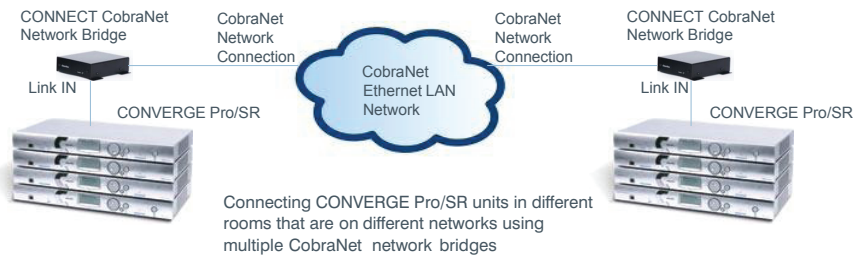 CONNECT CobraNet
Network Bridge
CobraNet
Network
Connection
Link IN
CONVERGE Pro/SR
CobraNet
Ethernet LAN
Network
CobraNet
Network
Connection
CONNECT CobraNet
Network Bridge
Link IN
CONVERGE Pro/SR
Connecting CONVERGE Pro/SR units in different
rooms that are on different networks using
multiple CobraNet network bridges